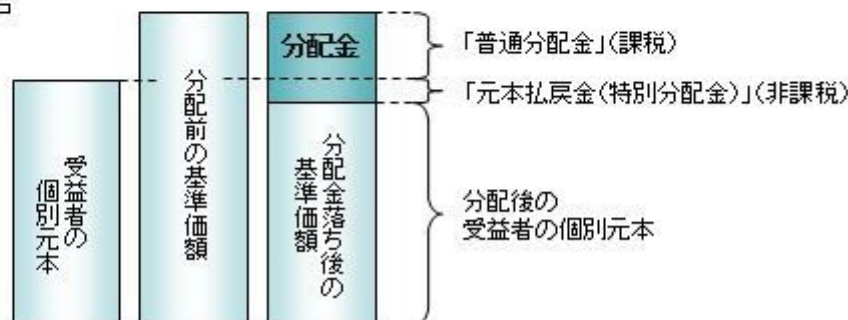 分配金
「普通分配金」(課税)
「元本払戻金(特別分配金)」(非課税)
受益者の
個別元本
分配前の基準価額
分配金落ち後の
基準価額
分配後の
受益者の個別元本